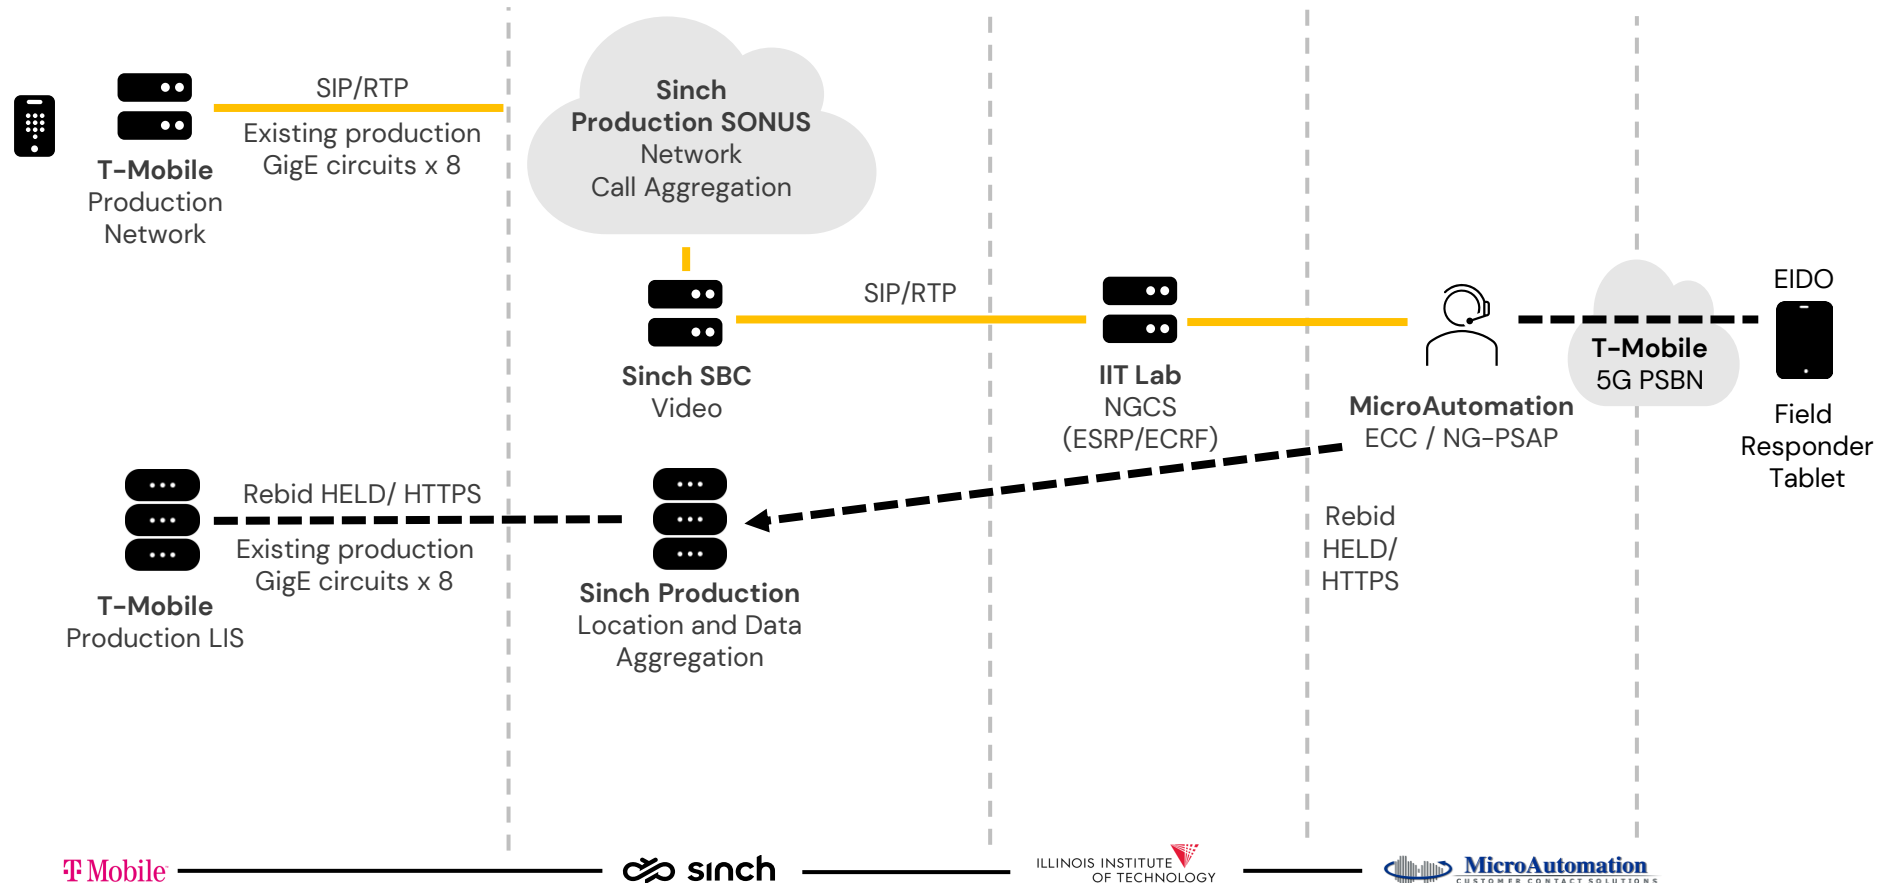 SIP/RTP
Existing production
GigE circuits x 8
T-Mobile
Production
Network
Sinch
Production SONUS
Network
Call Aggregation
SIP/RTP
Sinch SBC
Video
IIT Lab
NGCS
(ESRP/ECRF)
MicroAutomation
ECC / NG-PSAP
T-Mobile
5G PSBN
EIDO
Field
Responder
Tablet
Rebid HELD/ HTTPS
Existing production
GigE circuits x 8
T-Mobile
Production LIS
Sinch Production
Location and Data
Aggregation
Rebid
HELD/
HTTPS
T Mobile
sinch
ILLINOIS INSTITUTE
OF TECHNOLOGY
MicroAutomation
CUSTOMER CONTACT SOLUTIONS